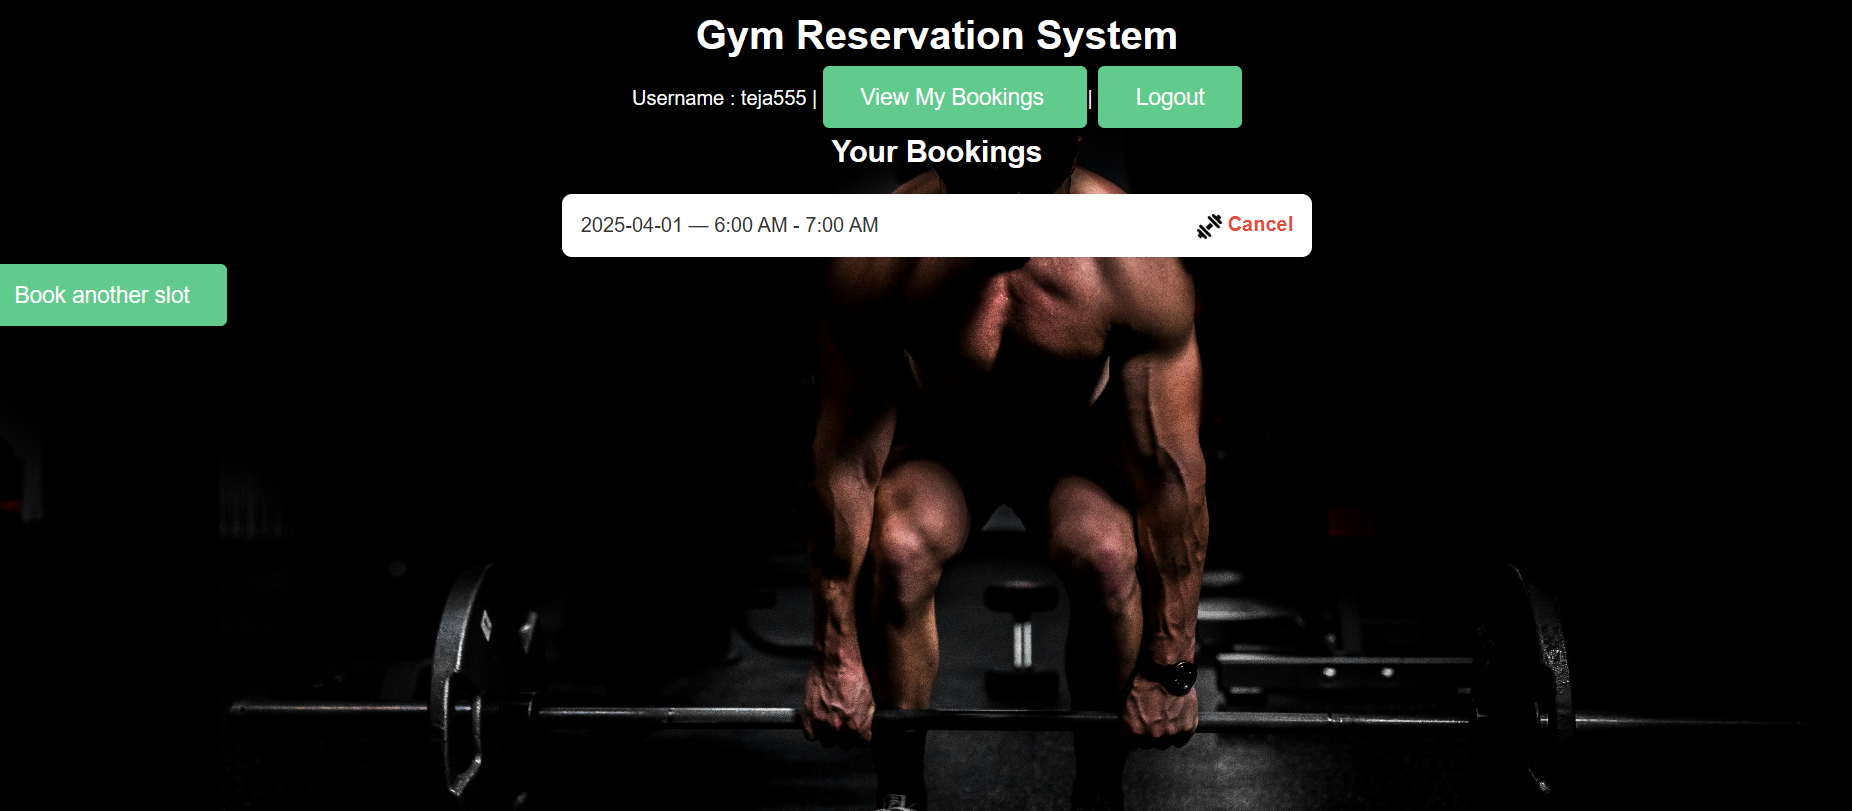 Gym Reservation System
Username : teja555 | View My Bookings | Logout
Your Bookings
2025-04-01 — 6:00 AM - 7:00 AM Cancel
Book another slot